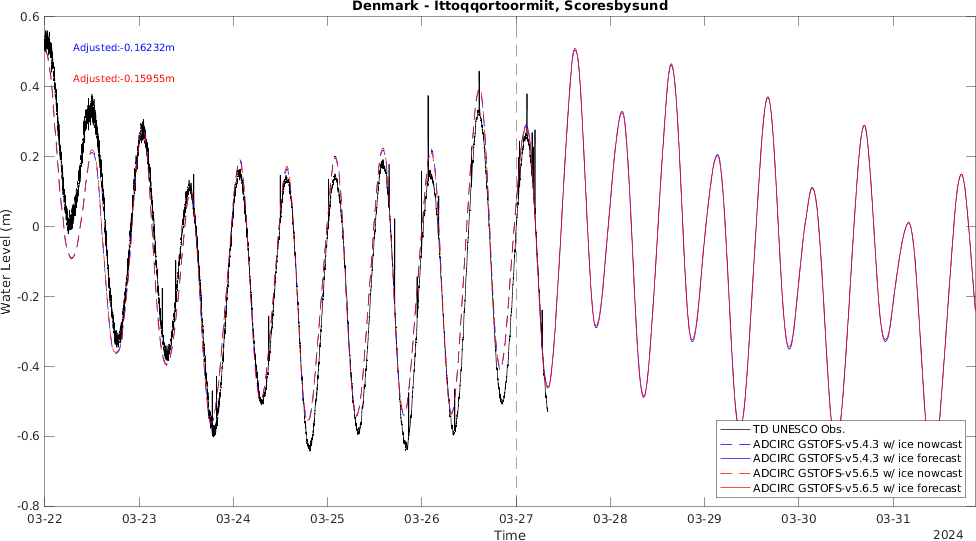 Denmark - Ittoqqortoormiit, Scoresbysund
Adjusted:-0.16232m
Adjusted:-0.15955m
0.6
0.4
0.2
0
-0.2
-0.4
-0.6
-0.8
Water Level (m)
TD UNESCO Obs.
ADCIRC GSTOFS-v5.4.3 w/ ice nowcast
ADCIRC GSTOFS-v5.4.3 w/ ice forecast
ADCIRC GSTOFS-v5.6.5 w/ ice nowcast
ADCIRC GSTOFS-v5.6.5 w/ ice forecast
03-22 03-23 03-24 03-25 03-26 03-27 03-28 03-29 03-30 03-31
Time
2024